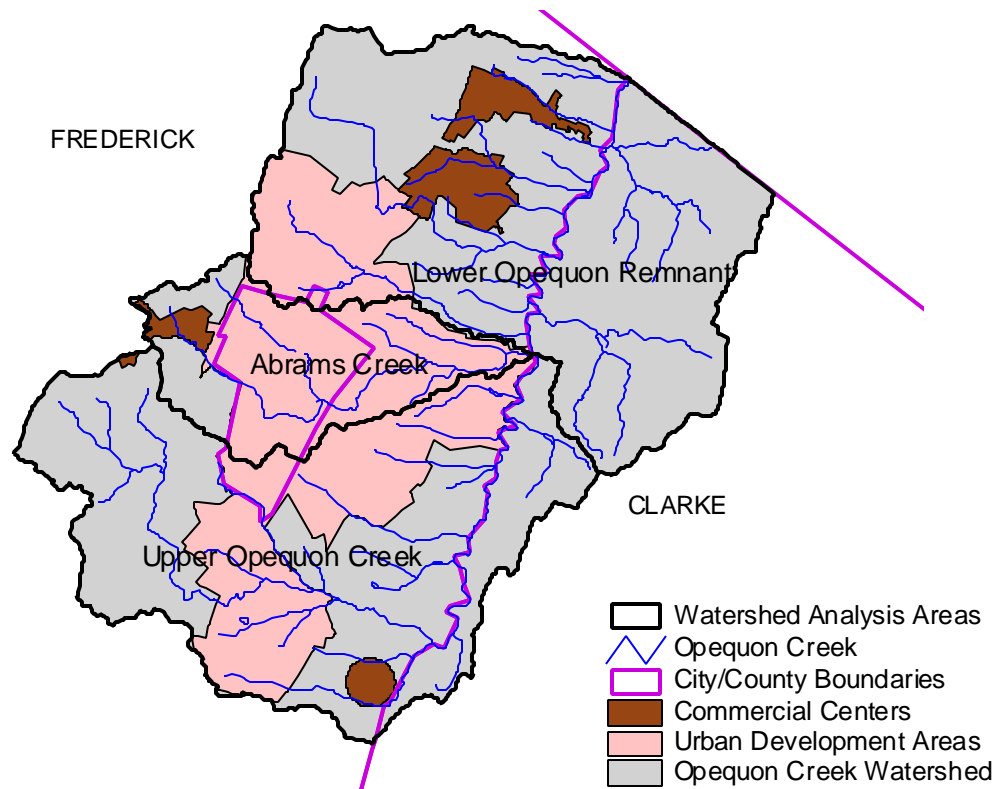 FREDERICK
Lower Opequon Remnant
Abrams Creek
CLARKE
Upper Opequon Creek
Watershed Analysis Areas
Opequon Creek
City/County Boundaries
Commercial Centers
Urban Development Areas
Opequon Creek Watershed